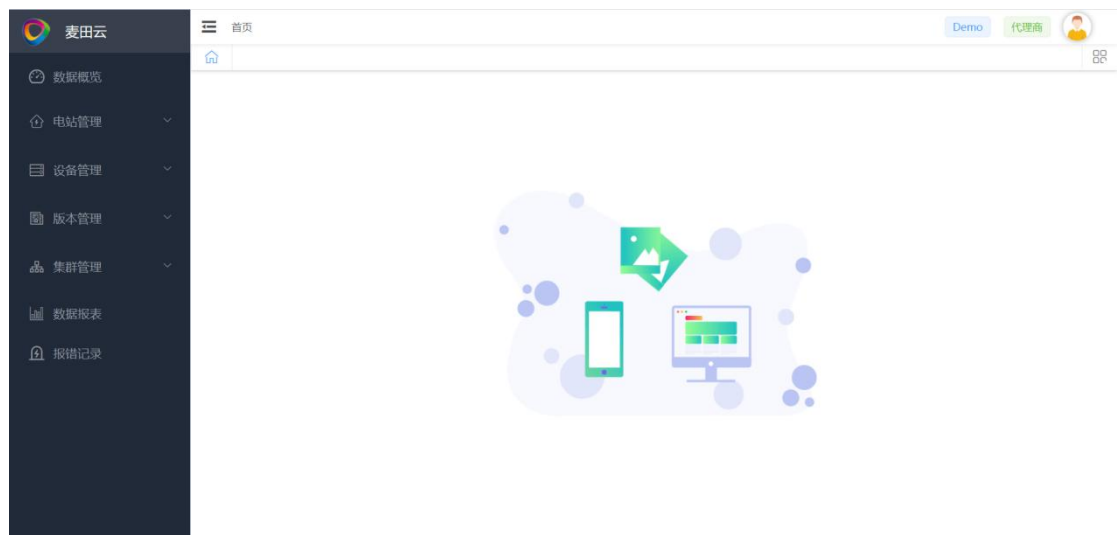 麦田云
首页
Demo
代理商
数据概览
电站管理
设备管理
版本管理
集群管理
数据报表
报错记录